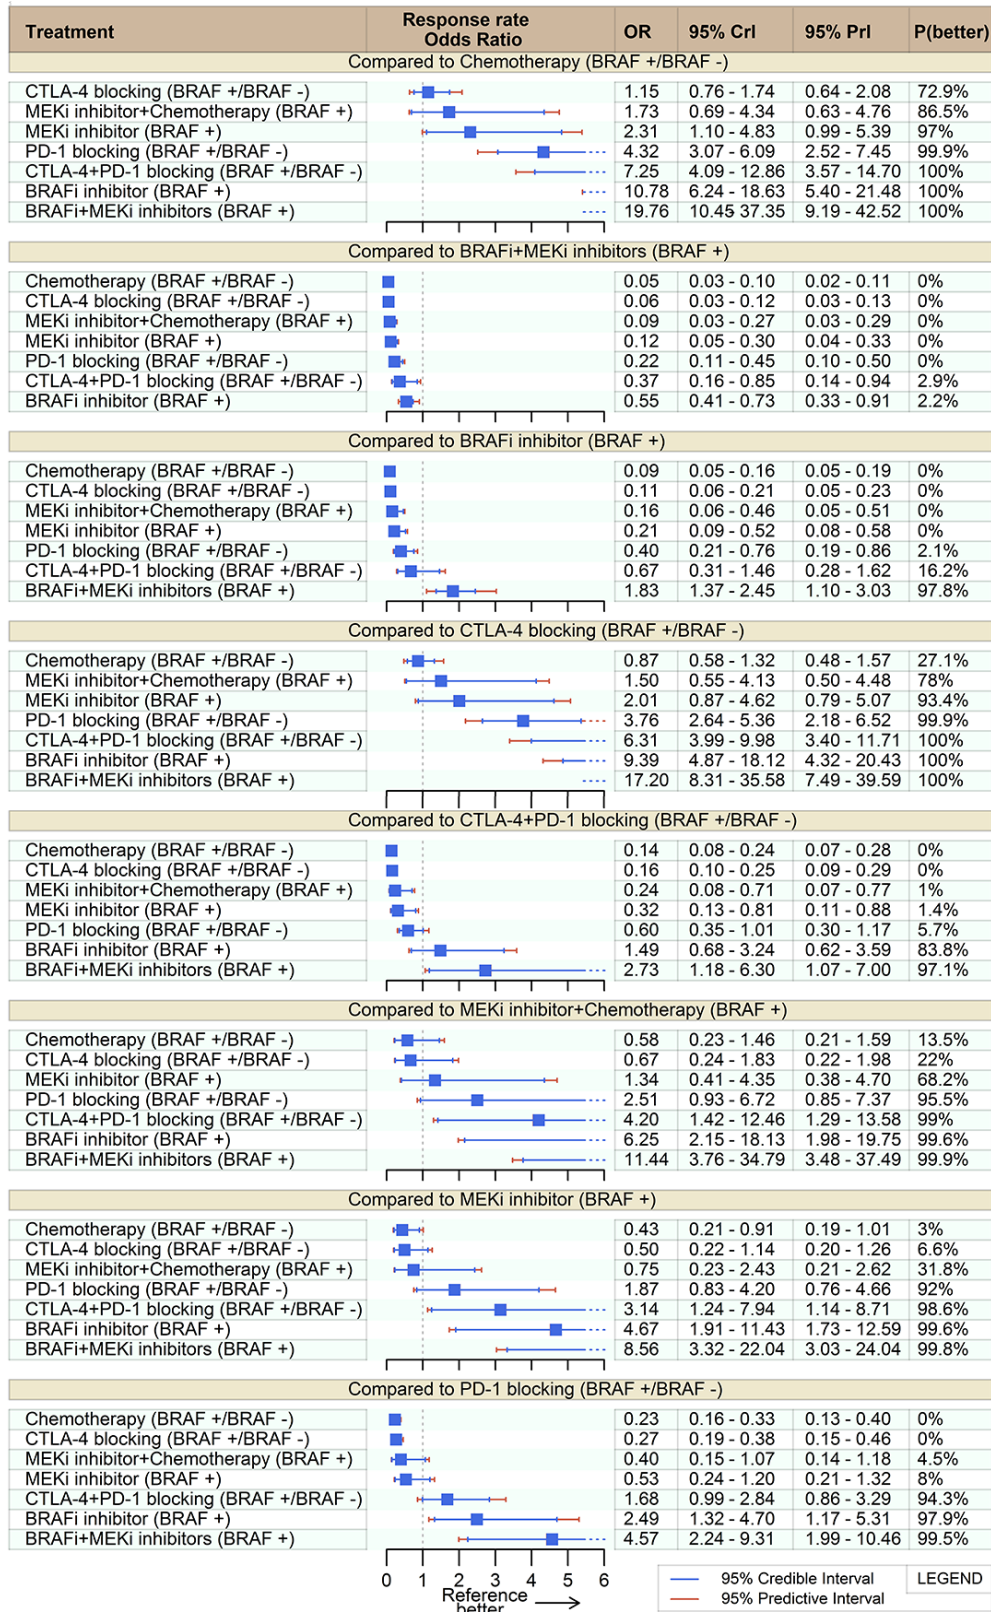 Treatment Response rate Odds Ratio OR 95% CrI 95% PrI P(better)
Compared to Chemotherapy (BRAF +/BRAF -)
CTLA-4 blocking (BRAF +/BRAF -) 1.15 0.76 - 1.74 0.64 - 2.08 72.9%
MEKi inhibitor+Chemotherapy (BRAF +) 1.73 0.69 - 4.34 0.63 - 4.76 86.5%
MEKi inhibitor (BRAF +) 2.31 1.10 - 4.83 0.99 - 5.39 97%
PD-1 blocking (BRAF +/BRAF -) 4.32 3.07 - 6.09 2.52 - 7.45 99.9%
CTLA-4+PD-1 blocking (BRAF +/BRAF -) 7.25 4.09 - 12.86 3.57 - 14.70 100%
BRAFi inhibitor (BRAF +) 10.78 6.24 - 18.63 5.40 - 21.48 100%
BRAFi+MEKi inhibitors (BRAF +) 19.76 10.45 - 37.35 9.19 - 42.52 100%
Compared to BRAFi+MEKi inhibitors (BRAF +)
Chemotherapy (BRAF +/BRAF -) 0.05 0.03 - 0.10 0.02 - 0.11 0%
CTLA-4 blocking (BRAF +/BRAF -) 0.06 0.03 - 0.12 0.03 - 0.13 0%
MEKi inhibitor+Chemotherapy (BRAF +) 0.09 0.03 - 0.27 0.03 - 0.29 0%
MEKi inhibitor (BRAF +) 0.12 0.05 - 0.30 0.04 - 0.33 0%
PD-1 blocking (BRAF +/BRAF -) 0.22 0.11 - 0.45 0.10 - 0.50 0%
CTLA-4+PD-1 blocking (BRAF +/BRAF -) 0.37 0.16 - 0.85 0.14 - 0.94 2.9%
BRAFi inhibitor (BRAF +) 0.55 0.41 - 0.73 0.33 - 0.91 2.2%
Compared to BRAFi inhibitor (BRAF +)
Chemotherapy (BRAF +/BRAF -) 0.09 0.05 - 0.16 0.05 - 0.19 0%
CTLA-4 blocking (BRAF +/BRAF -) 0.11 0.06 - 0.21 0.05 - 0.23 0%
MEKi inhibitor+Chemotherapy (BRAF +) 0.16 0.06 - 0.46 0.05 - 0.51 0%
MEKi inhibitor (BRAF +) 0.21 0.09 - 0.52 0.08 - 0.58 0%
PD-1 blocking (BRAF +/BRAF -) 0.40 0.21 - 0.76 0.19 - 0.86 2.1%
CTLA-4+PD-1 blocking (BRAF +/BRAF -) 0.67 0.31 - 1.46 0.28 - 1.62 16.2%
BRAFi+MEKi inhibitors (BRAF +) 1.83 1.37 - 2.45 1.10 - 3.03 97.8%
Compared to CTLA-4 blocking (BRAF +/BRAF -)
Chemotherapy (BRAF +/BRAF -) 0.87 0.58 - 1.32 0.48 - 1.57 27.1%
MEKi inhibitor+Chemotherapy (BRAF +) 1.50 0.55 - 4.13 0.50 - 4.48 78%
MEKi inhibitor (BRAF +) 2.01 0.87 - 4.62 0.79 - 5.07 93.4%
PD-1 blocking (BRAF +/BRAF -) 3.76 2.64 - 5.36 2.18 - 6.52 99.9%
CTLA-4+PD-1 blocking (BRAF +/BRAF -) 6.31 3.99 - 9.98 3.40 - 11.71 100%
BRAFi inhibitor (BRAF +) 9.39 4.87 - 18.12 4.32 - 20.43 100%
BRAFi+MEKi inhibitors (BRAF +) 17.20 8.31 - 35.58 7.49 - 39.59 100%
Compared to CTLA-4+PD-1 blocking (BRAF +/BRAF -)
Chemotherapy (BRAF +/BRAF -) 0.14 0.08 - 0.24 0.07 - 0.28 0%
CTLA-4 blocking (BRAF +/BRAF -) 0.16 0.10 - 0.25 0.09 - 0.29 0%
MEKi inhibitor+Chemotherapy (BRAF +) 0.24 0.08 - 0.71 0.07 - 0.77 1%
MEKi inhibitor (BRAF +) 0.32 0.13 - 0.81 0.11 - 0.88 1.4%
PD-1 blocking (BRAF +/BRAF -) 0.60 0.35 - 1.01 0.30 - 1.17 5.7%
BRAFi inhibitor (BRAF +) 1.49 0.68 - 3.24 0.62 - 3.59 83.8%
BRAFi+MEKi inhibitors (BRAF +) 2.73 1.18 - 6.30 1.07 - 7.00 97.1%
Compared to MEKi inhibitor+Chemotherapy (BRAF +)
Chemotherapy (BRAF +/BRAF -) 0.58 0.23 - 1.46 0.21 - 1.59 13.5%
CTLA-4 blocking (BRAF +/BRAF -) 0.67 0.24 - 1.83 0.22 - 1.98 22%
MEKi inhibitor (BRAF +) 1.34 0.41 - 4.35 0.38 - 4.70 68.2%
PD-1 blocking (BRAF +/BRAF -) 2.51 0.93 - 6.72 0.85 - 7.37 95.5%
CTLA-4+PD-1 blocking (BRAF +/BRAF -) 4.20 1.42 - 12.46 1.29 - 13.58 99%
BRAFi inhibitor (BRAF +) 6.25 2.15 - 18.13 1.98 - 19.75 99.6%
BRAFi+MEKi inhibitors (BRAF +) 11.44 3.76 - 34.79 3.48 - 37.49 99.9%
Compared to MEKi inhibitor (BRAF +)
Chemotherapy (BRAF +/BRAF -) 0.43 0.21 - 0.91 0.19 - 1.01 3%
CTLA-4 blocking (BRAF +/BRAF -) 0.50 0.22 - 1.14 0.20 - 1.26 6.6%
MEKi inhibitor+Chemotherapy (BRAF +) 0.75 0.23 - 2.43 0.21 - 2.62 31.8%
PD-1 blocking (BRAF +/BRAF -) 1.87 0.83 - 4.20 0.76 - 4.66 92%
CTLA-4+PD-1 blocking (BRAF +/BRAF -) 3.14 1.24 - 7.94 1.14 - 8.71 98.6%
BRAFi inhibitor (BRAF +) 4.67 1.91 - 11.43 1.73 - 12.59 99.6%
BRAFi+MEKi inhibitors (BRAF +) 8.56 3.32 - 22.04 3.03 - 24.04 99.8%
Compared to PD-1 blocking (BRAF +/BRAF -)
Chemotherapy (BRAF +/BRAF -) 0.23 0.16 - 0.33 0.13 - 0.40 0%
CTLA-4 blocking (BRAF +/BRAF -) 0.27 0.19 - 0.38 0.15 - 0.46 0%
MEKi inhibitor+Chemotherapy (BRAF +) 0.40 0.15 - 1.07 0.14 - 1.18 4.5%
MEKi inhibitor (BRAF +) 0.53 0.24 - 1.20 0.21 - 1.32 8%
CTLA-4+PD-1 blocking (BRAF +/BRAF -) 1.68 0.99 - 2.84 0.86 - 3.29 94.3%
BRAFi inhibitor (BRAF +) 2.49 1.32 - 4.70 1.17 - 5.31 97.9%
BRAFi+MEKi inhibitors (BRAF +) 4.57 2.24 - 9.31 1.99 - 10.46 99.5%
0 1 2 3 4 5 6
Reference better
95% Credible Interval LEGEND
95% Predictive Interval